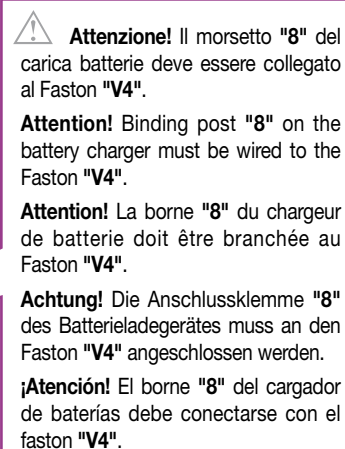 Attenzione! Il morsetto "8" del
carica batterie deve essere collegato
al Faston "V4".
Attention! Binding post "8" on the
battery charger must be wired to the
Faston "V4".
Attention! La borne "8" du chargeur
de batterie doit être branchée au
Faston "V4".
Achtung! Die Anschlussklemme "8"
des Batterieladegerätes muss an den
Faston "V4" angeschlossen werden.
¡Atención! El borne "8" del cargador
de baterías debe conectarse con el
faston "V4".